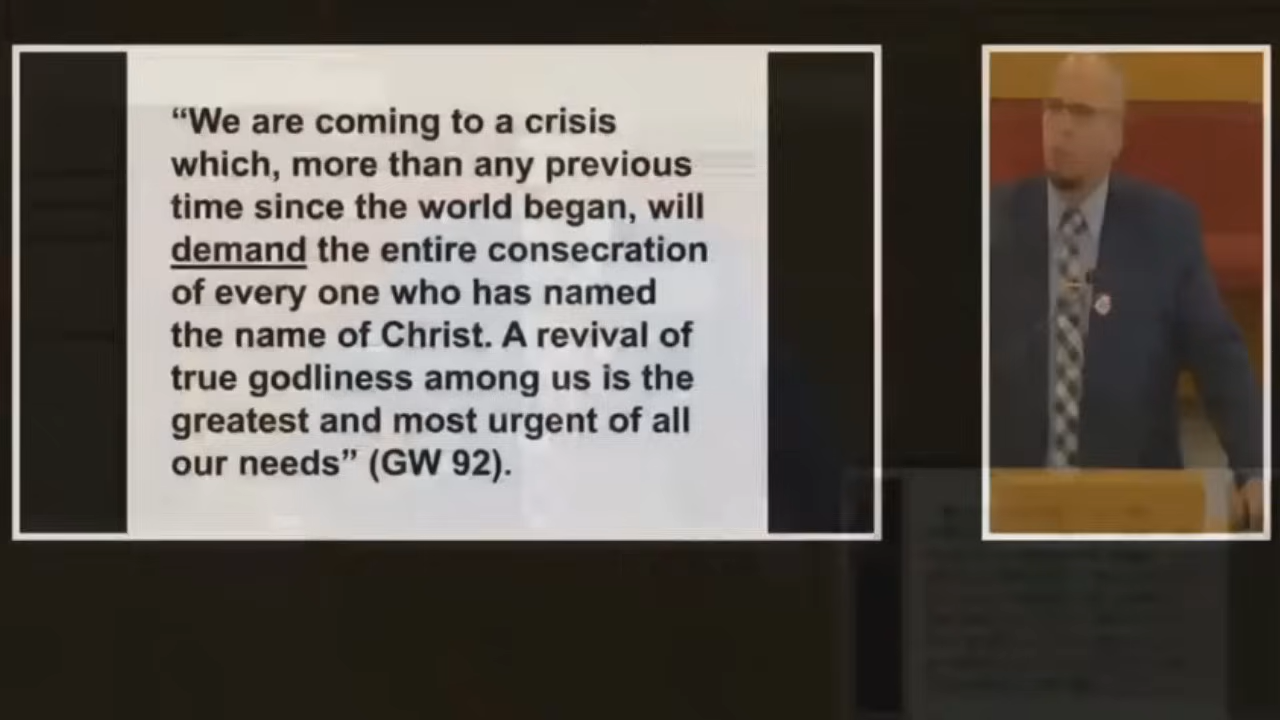 “We are coming to a crisis
which, more than any previous
time since the world began, will
demand the entire consecration
of every one who has named
the name of Christ. A revival of
true godliness among us is the
greatest and most urgent of all
our needs” (GW 92).